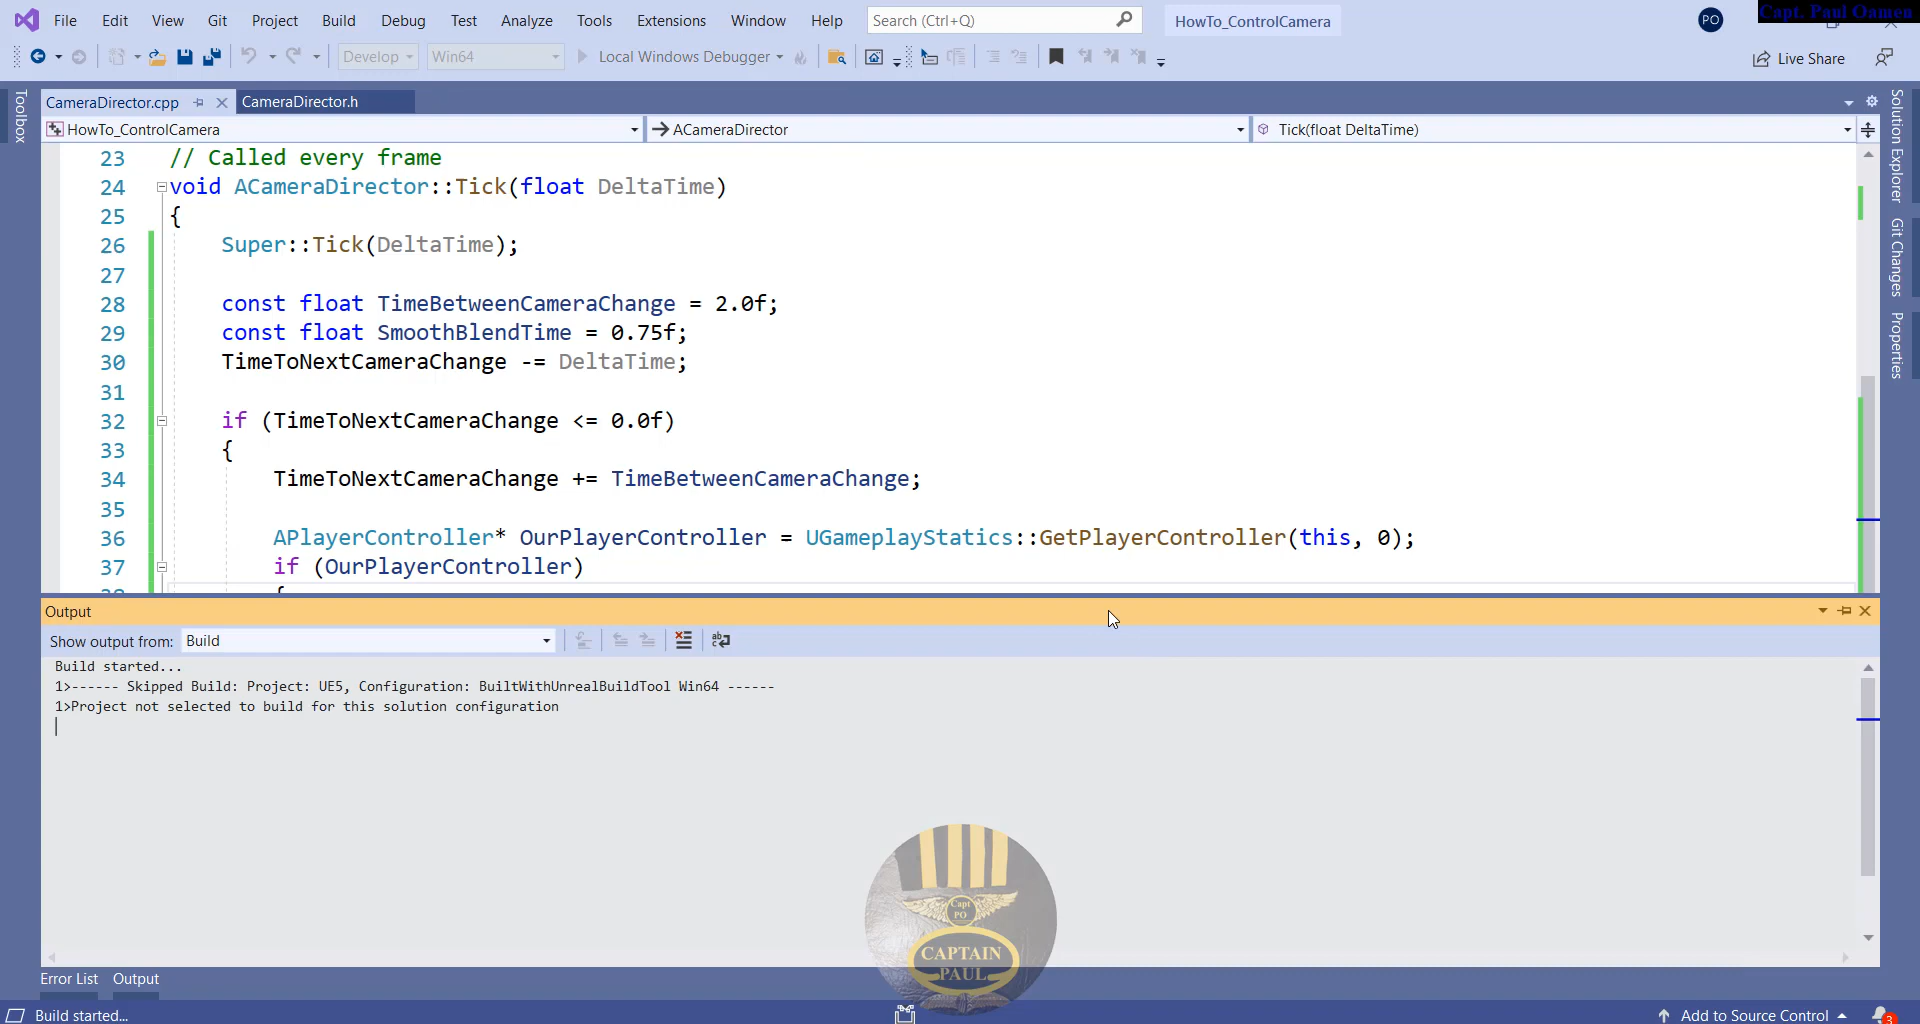 File Edit View Git Project Build Debug Test Analyze Tools Extensions Window Help Search (Ctrl+Q) HowTo_ControlCamera PO Capt. Paul Oamen
Develop Win64 Local Windows Debugger Live Share
Toolbox
CameraDirector.cpp CameraDirector.h
HowTo_ControlCamera ACameraDirector Tick(float DeltaTime)
23 // Called every frame
24 void ACameraDirector::Tick(float DeltaTime)
25 {
26 Super::Tick(DeltaTime);
27
28 const float TimeBetweenCameraChange = 2.0f;
29 const float SmoothBlendTime = 0.75f;
30 TimeToNextCameraChange -= DeltaTime;
31
32 if (TimeToNextCameraChange <= 0.0f)
33 {
34 TimeToNextCameraChange += TimeBetweenCameraChange;
35
36 APlayerController* OurPlayerController = UGameplayStatics::GetPlayerController(this, 0);
37 if (OurPlayerController)
Solution Explorer
Git Changes
Properties
Output
Show output from: Build
Build started...
1>------ Skipped Build: Project: UE5, Configuration: BuiltWithUnrealBuildTool Win64 ------
1>Project not selected to build for this solution configuration
Capt
PO
CAPTAIN
PAUL
Error List Output
Build started... Add to Source Control 3